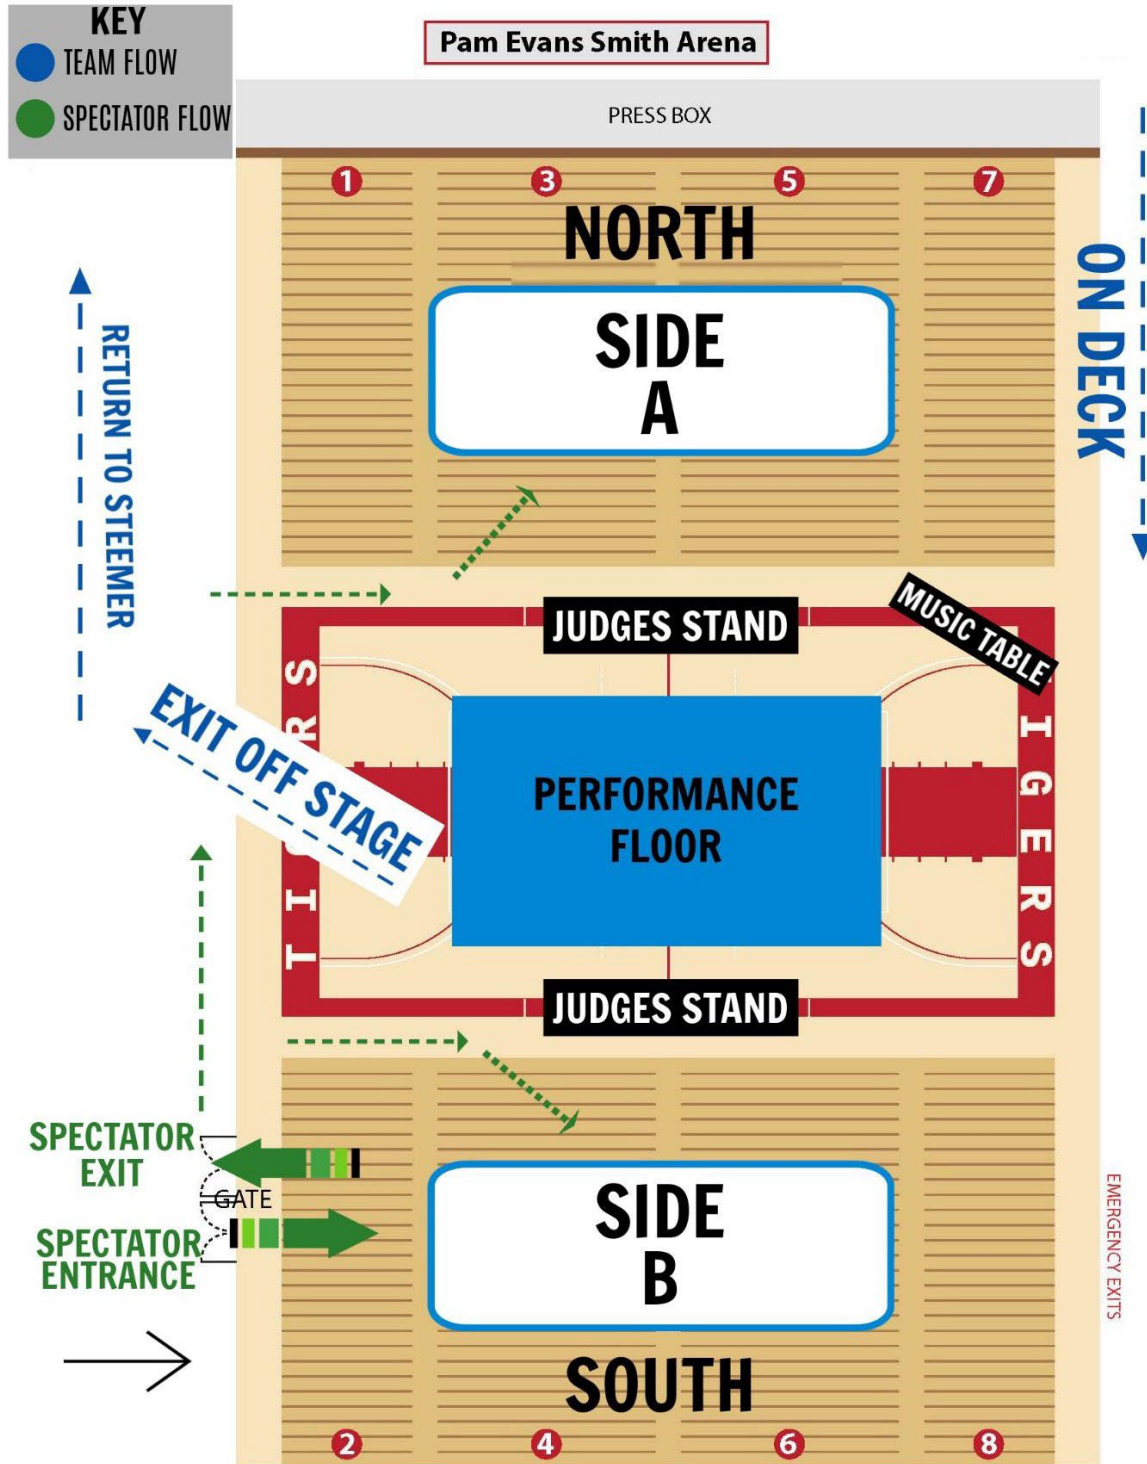 KEY
TEAM FLOW
SPECTATOR FLOW
Pam Evans Smith Arena
PRESS BOX
1
3
5
7
NORTH
SIDE
A
ON DECK
RETURN TO STEEMER
JUDGES STAND
MUSIC TABLE
EXIT OFF STAGE
PERFORMANCE
FLOOR
T I G RS
IGERS
JUDGES STAND
SPECTATOR
EXIT
GATE
SPECTATOR
ENTRANCE
SIDE
B
SOUTH
EMERGENCY EXITS
2
4
6
8